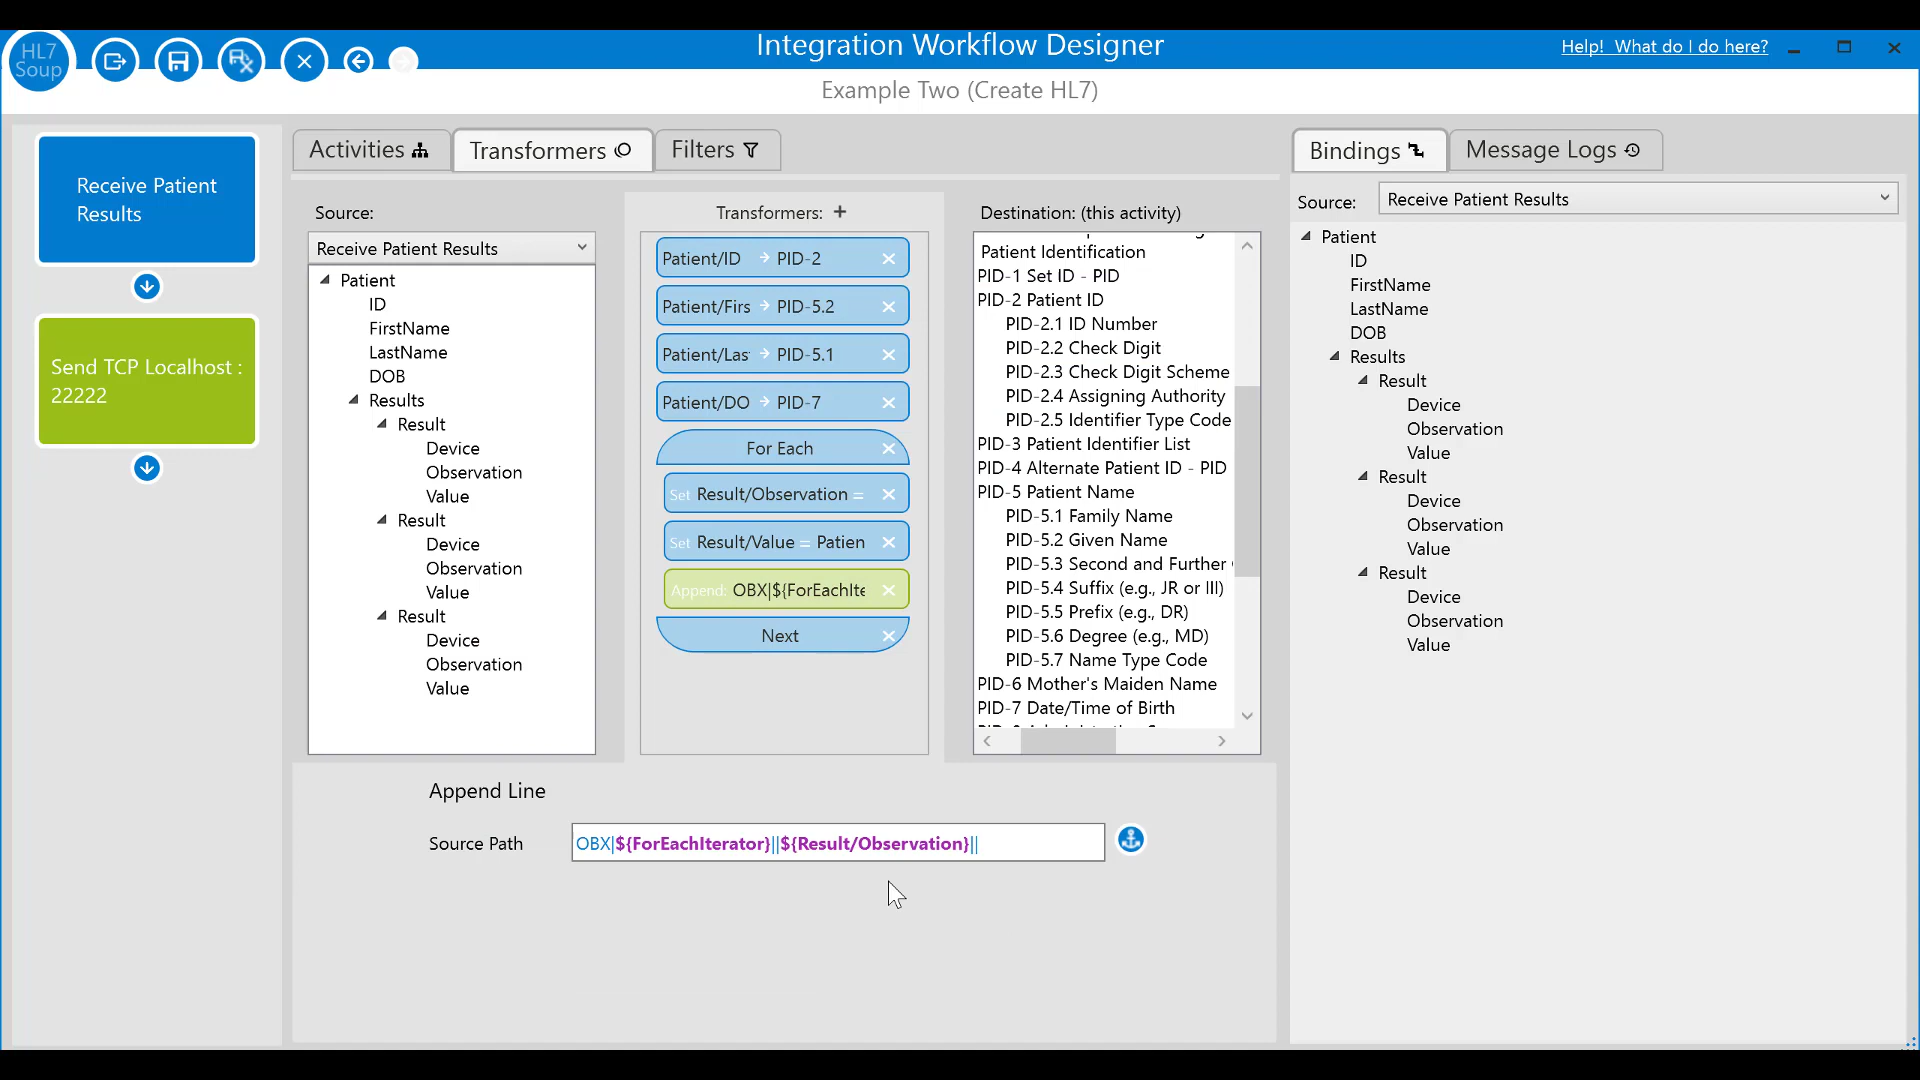 HL7
Soup
Integration Workflow Designer
Help!  What do I do here?
Example Two (Create HL7)
Receive Patient
Results
Send TCP Localhost :
22222
Activities
Transformers
Filters
Source:
Receive Patient Results
Patient
ID
FirstName
LastName
DOB
Results
Result
Device
Observation
Value
Result
Device
Observation
Value
Result
Device
Observation
Value
Transformers: +
Patient/ID PID-2
Patient/Firs PID-5.2
Patient/Las PID-5.1
Patient/DO PID-7
For Each
Set Result/Observation =
Set Result/Value = Patien
Append: OBX|${ForEachIte
Next
Destination: (this activity)
Patient Identification
PID-1 Set ID - PID
PID-2 Patient ID
PID-2.1 ID Number
PID-2.2 Check Digit
PID-2.3 Check Digit Scheme
PID-2.4 Assigning Authority
PID-2.5 Identifier Type Code
PID-3 Patient Identifier List
PID-4 Alternate Patient ID - PID
PID-5 Patient Name
PID-5.1 Family Name
PID-5.2 Given Name
PID-5.3 Second and Further
PID-5.4 Suffix (e.g., JR or III)
PID-5.5 Prefix (e.g., DR)
PID-5.6 Degree (e.g., MD)
PID-5.7 Name Type Code
PID-6 Mother's Maiden Name
PID-7 Date/Time of Birth
Append Line
Source Path
OBX|${ForEachIterator}||${Result/Observation}||
Bindings
Message Logs
Source:
Receive Patient Results
Patient
ID
FirstName
LastName
DOB
Results
Result
Device
Observation
Value
Result
Device
Observation
Value
Result
Device
Observation
Value